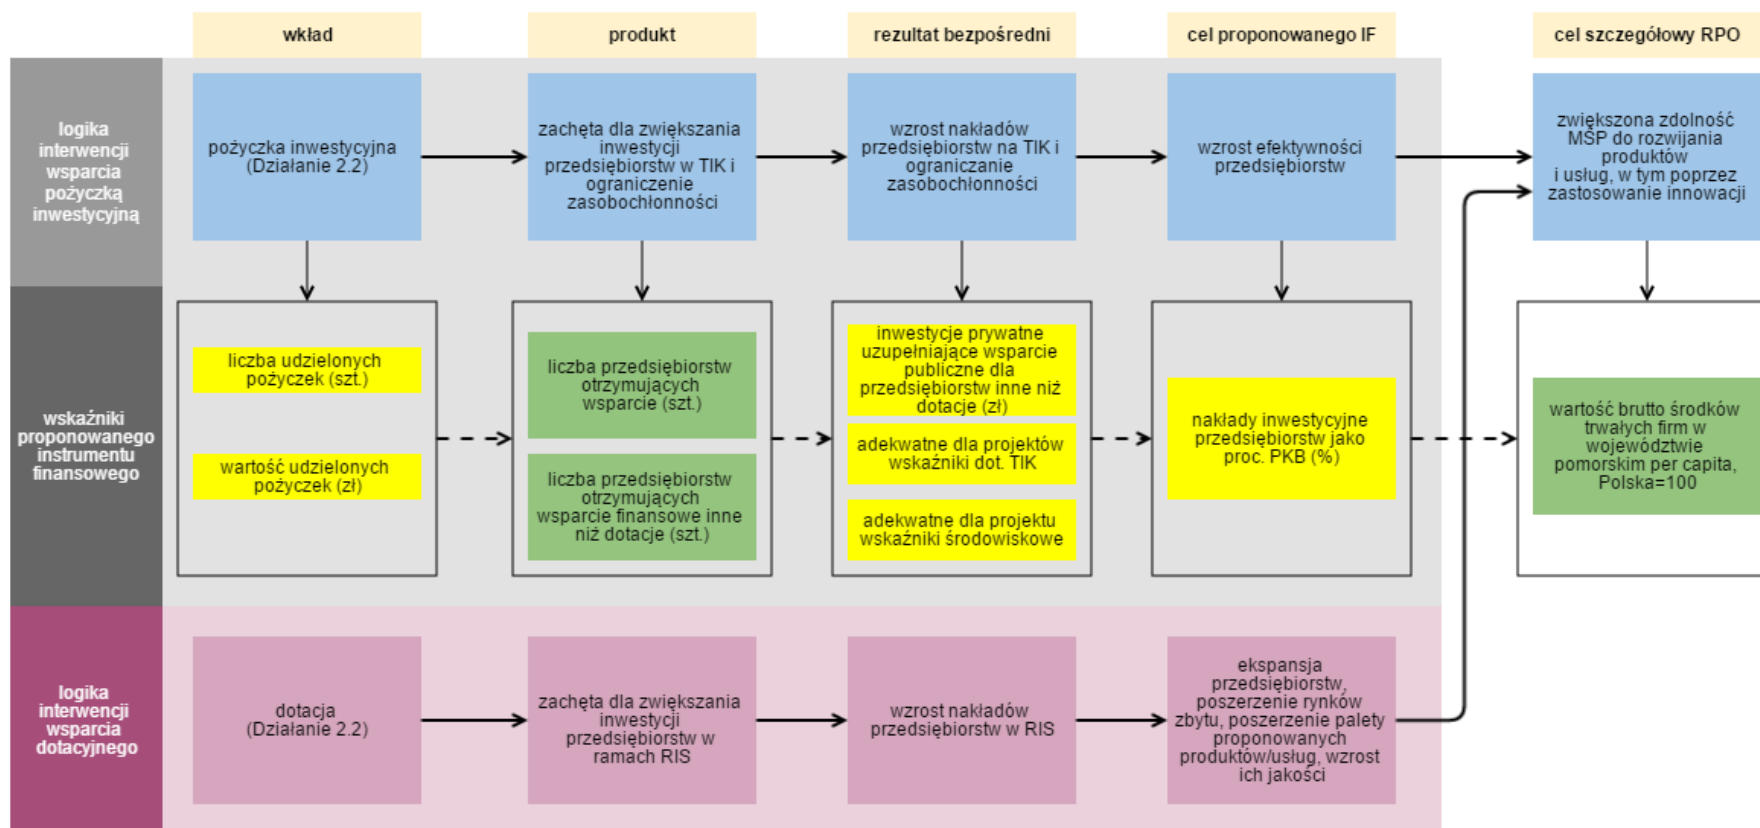 wkład
produkt
rezultat bezpośredni
cel proponowanego IF
cel szczegółowy RPO
logika
interwencji
wsparcia
pożyczką
inwestycyjną
pożyczka inwestycyjna
(Działanie 2.2)
zachęta dla zwiększania
inwestycji
przedsiębiorstw w TIK i
ograniczenie
zasobochłonności
wzrost nakładów
przedsiębiorstw na TIK i
ograniczanie
zasobochłonności
wzrost efektywności
przedsiębiorstw
zwiększona zdolność
MŚP do rozwijania
produktów
i usług, w tym poprzez
zastosowanie innowacji
wskaźniki
proponowanego
instrumentu
finansowego
liczba udzielonych
pożyczek (szt.)
wartość udzielonych
pożyczek (zł)
liczba przedsiębiorstw
otrzymujących
wsparcie (szt.)
liczba przedsiębiorstw
otrzymujących
wsparcie finansowe inne
niż dotacje (szt.)
inwestycje prywatne
uzupełniające wsparcie
publiczne dla
przedsiębiorstw inne niż
dotacje (zł)
adekwatne dla projektów
wskaźniki dot. TIK
adekwatne dla projektu
wskaźniki środowiskowe
nakłady inwestycyjne
przedsiębiorstw jako
proc. PKB (%)
wartość brutto środków
trwałych firm w
województwie
pomorskim per capita,
Polska=100
logika
interwencji
wsparcia
dotacyjnego
dotacja
(Działanie 2.2)
zachęta dla zwiększania
inwestycji
przedsiębiorstw w
ramach RIS
wzrost nakładów
przedsiębiorstw w RIS
ekspansja
przedsiębiorstw,
poszerzenie rynków
zbytu, poszerzenie palety
proponowanych
produktów/usług, wzrost
ich jakości